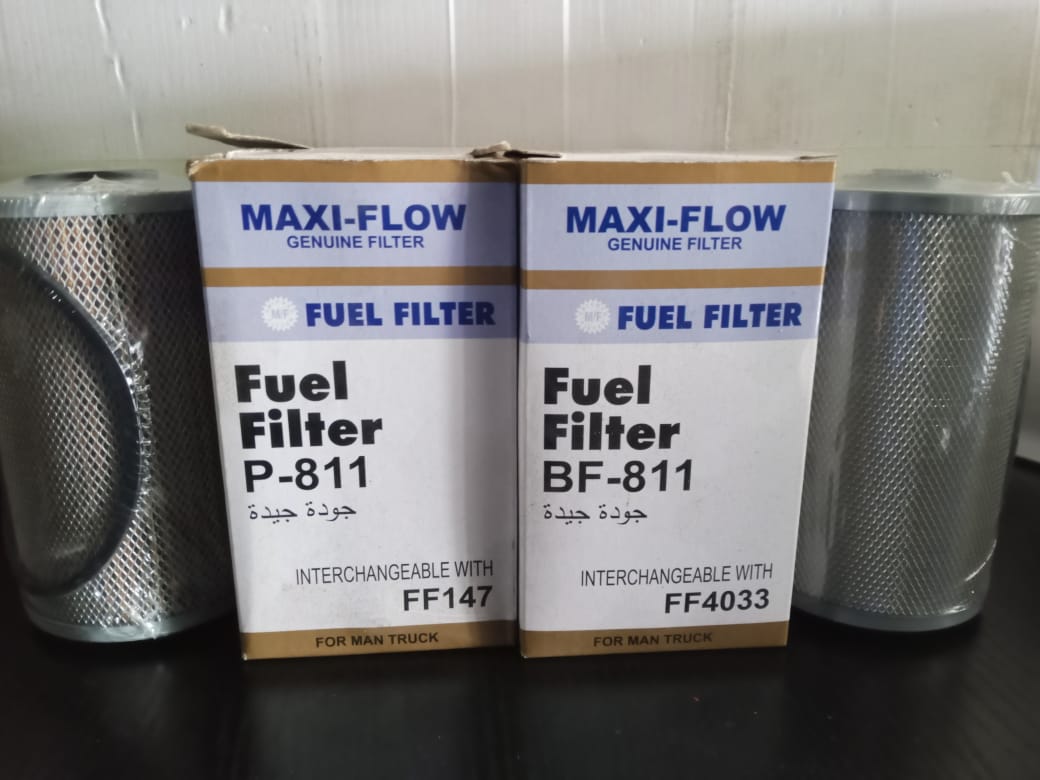 MAXI-FLOW
GENUINE FILTER
M/F FUEL FILTER
Fuel
Filter
P-811
جودة جيدة
INTERCHANGEABLE WITH
FF147
FOR MAN TRUCK
MAXI-FLOW
GENUINE FILTER
M/F FUEL FILTER
Fuel
Filter
BF-811
جودة جيدة
INTERCHANGEABLE WITH
FF4033
FOR MAN TRUCK